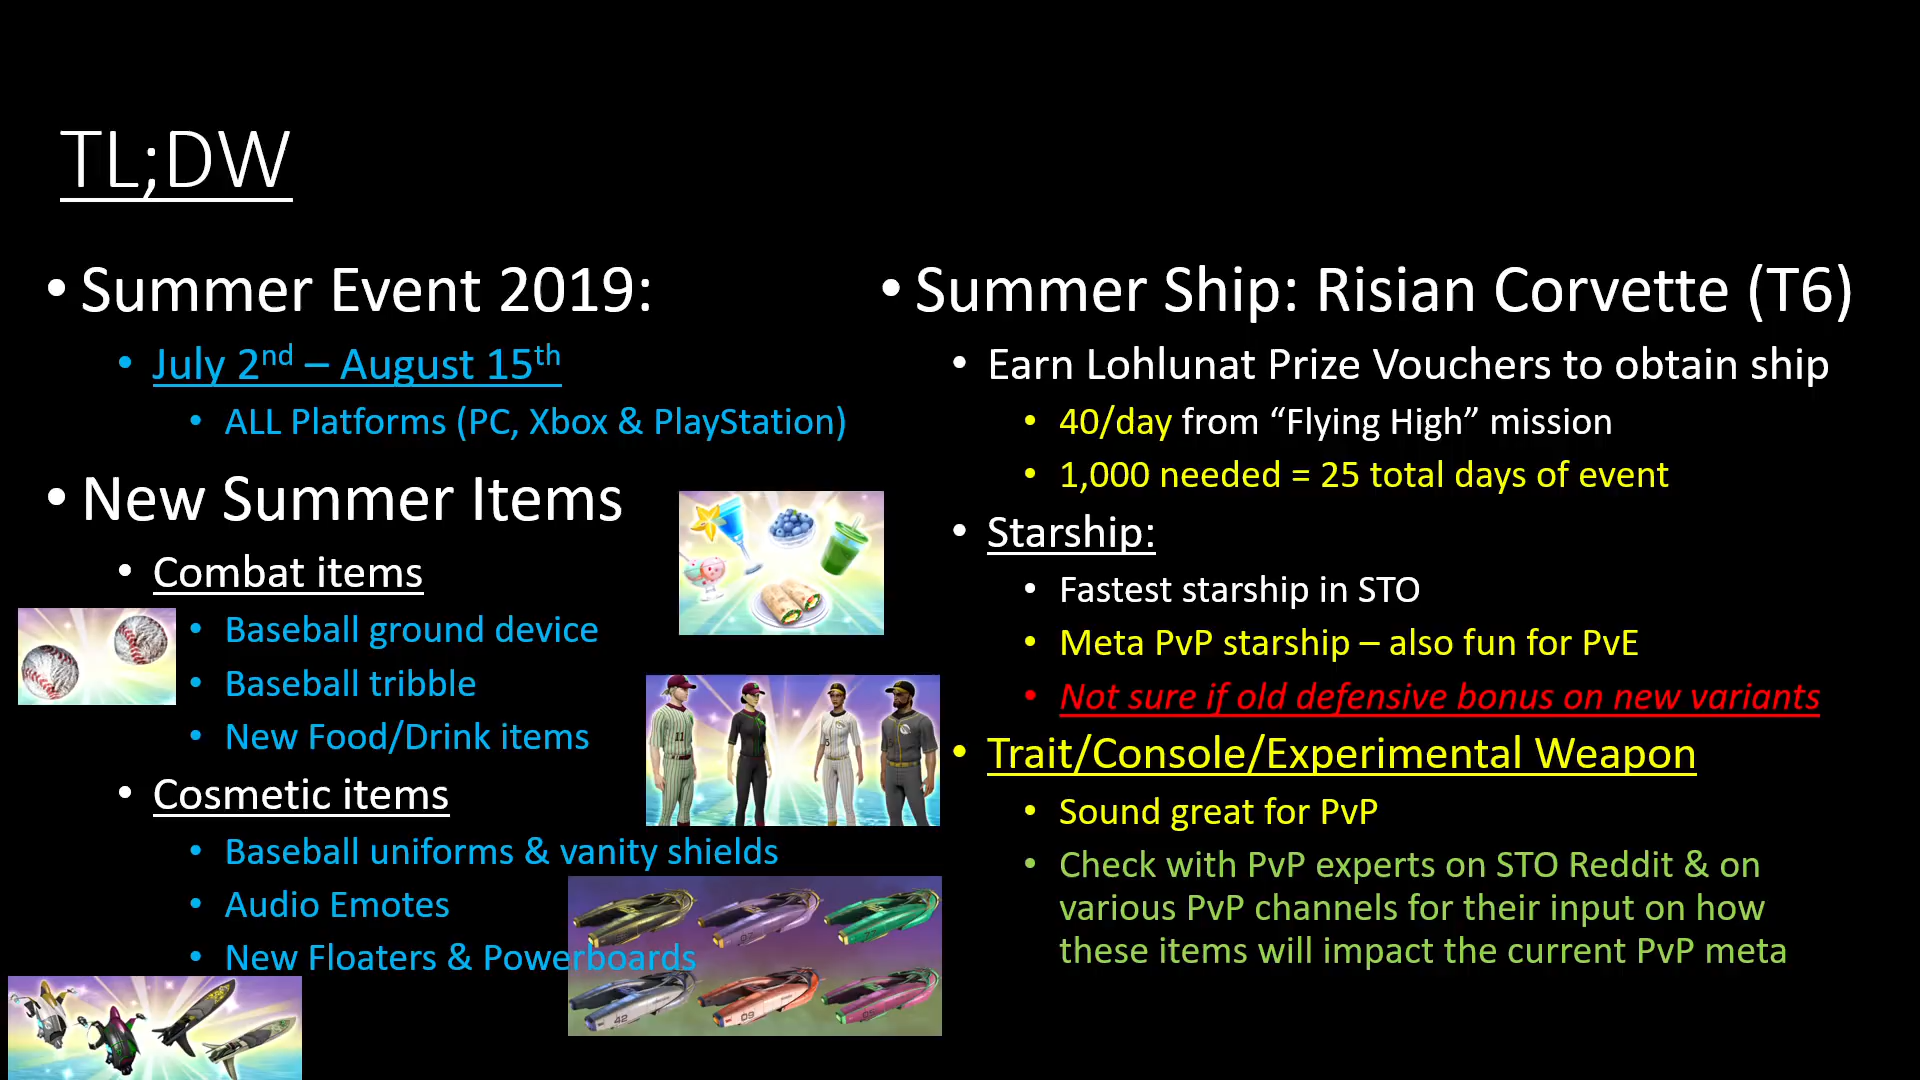 TL;DW
• Summer Event 2019:
• July 2nd – August 15th
• ALL Platforms (PC, Xbox & PlayStation)
• New Summer Items
• Combat items
• Baseball ground device
• Baseball tribble
• New Food/Drink items
• Cosmetic items
• Baseball uniforms & vanity shields
• Audio Emotes
• New Floaters & Powerboards
• Summer Ship: Risian Corvette (T6)
• Earn Lohlunat Prize Vouchers to obtain ship
• 40/day from “Flying High” mission
• 1,000 needed = 25 total days of event
• Starship:
• Fastest starship in STO
• Meta PvP starship – also fun for PvE
• Not sure if old defensive bonus on new variants
• Trait/Console/Experimental Weapon
• Sound great for PvP
• Check with PvP experts on STO Reddit & on
various PvP channels for their input on how
these items will impact the current PvP meta
11
42
09